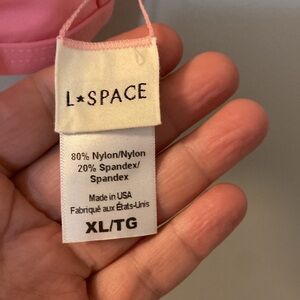 L★SPACE
80% Nylon/Nylon
20% Spandex/
Spandex
Made in USA
Fabriqué aux États-Unis
XL/TG